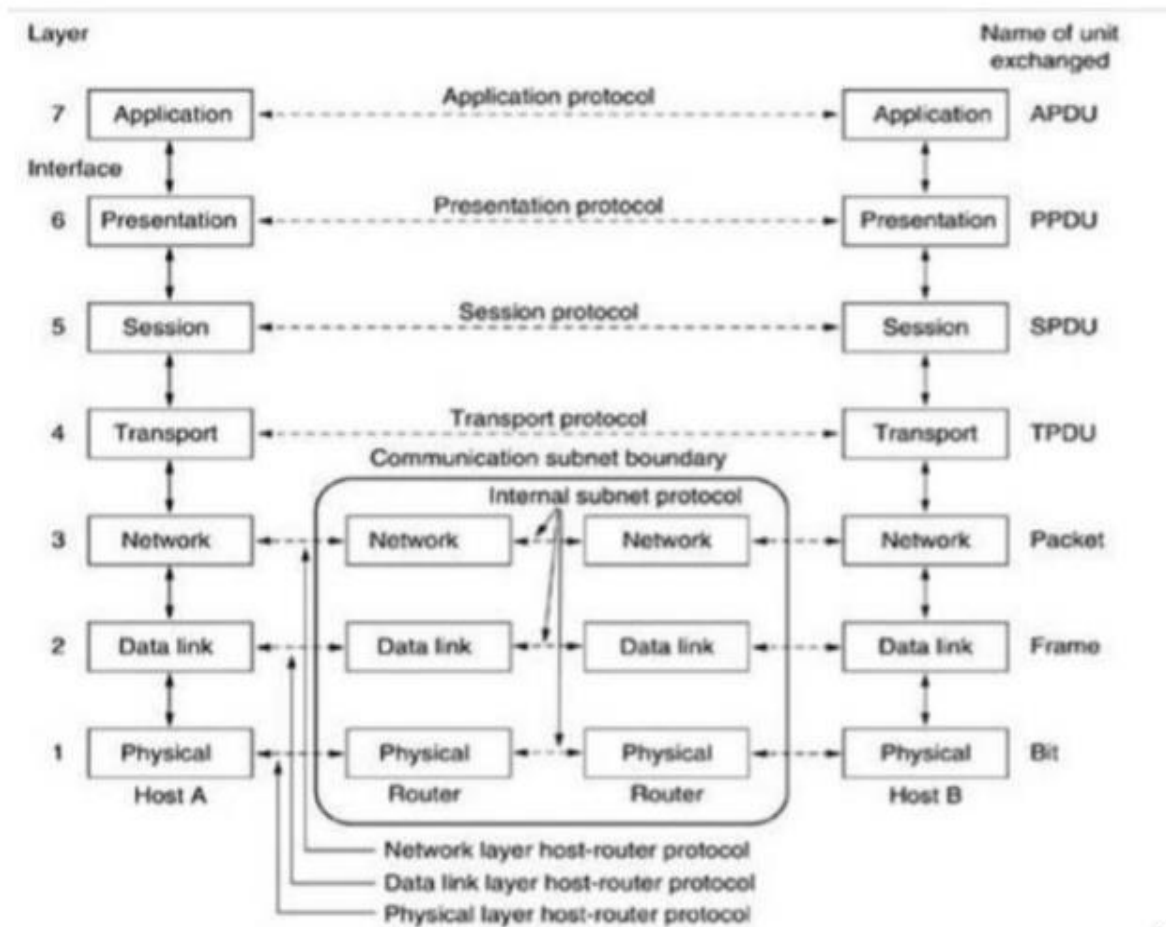 Layer
Name of unit
exchanged
7 Application Application protocol Application APDU
Interface
6 Presentation Presentation protocol Presentation PPDU
5 Session Session protocol Session SPDU
4 Transport Transport protocol Transport TPDU
Communication subnet boundary
Internal subnet protocol
3 Network Network Network Network Packet
2 Data link Data link Data link Data link Frame
1 Physical Physical Physical Physical Bit
Host A Router Router Host B
Network layer host-router protocol
Data link layer host-router protocol
Physical layer host-router protocol